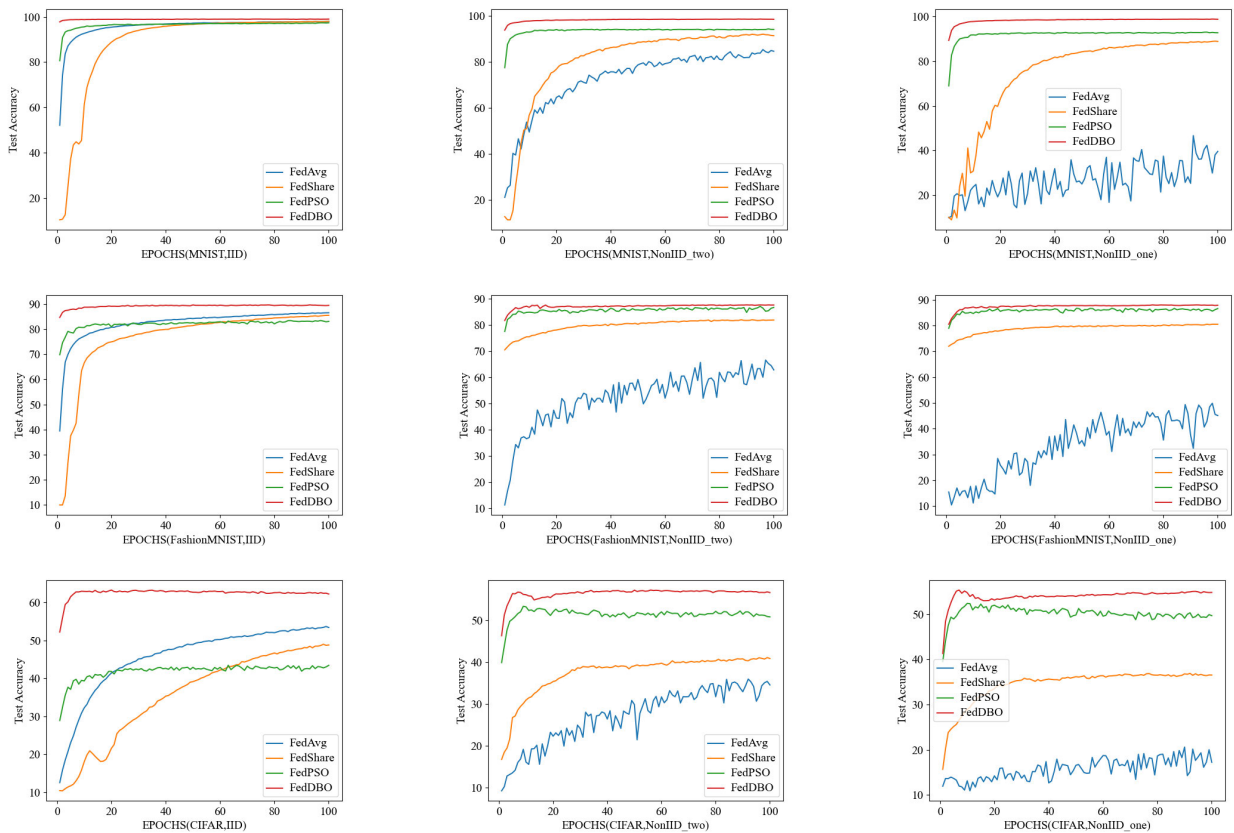 100
80
60
40
20
Test Accuracy
FedAvg
FedShare
FedPSO
FedDBO
0 20 40 60 80 100
EPOCHS(MNIST,IID)
100
80
60
40
20
0
Test Accuracy
FedAvg
FedShare
FedPSO
FedDBO
0 20 40 60 80 100
EPOCHS(MNIST,NonIID_two)
100
80
60
40
20
Test Accuracy
FedAvg
FedShare
FedPSO
FedDBO
0 20 40 60 80 100
EPOCHS(MNIST,NonIID_one)
90
80
70
60
50
40
30
20
10
Test Accuracy
FedAvg
FedShare
FedPSO
FedDBO
0 20 40 60 80 100
EPOCHS(FashionMNIST,IID)
90
80
70
60
50
40
30
20
10
Test Accuracy
FedAvg
FedShare
FedPSO
FedDBO
0 20 40 60 80 100
EPOCHS(FashionMNIST,NonIID_two)
90
80
70
60
50
40
30
20
10
Test Accuracy
FedAvg
FedShare
FedPSO
FedDBO
0 20 40 60 80 100
EPOCHS(FashionMNIST,NonIID_one)
60
50
40
30
20
10
Test Accuracy
FedAvg
FedShare
FedPSO
FedDBO
0 20 40 60 80 100
EPOCHS(CIFAR,IID)
50
40
30
20
10
Test Accuracy
FedAvg
FedShare
FedPSO
FedDBO
0 20 40 60 80 100
EPOCHS(CIFAR,NonIID_two)
50
40
30
20
10
Test Accuracy
FedAvg
FedShare
FedPSO
FedDBO
0 20 40 60 80 100
EPOCHS(CIFAR,NonIID_one)